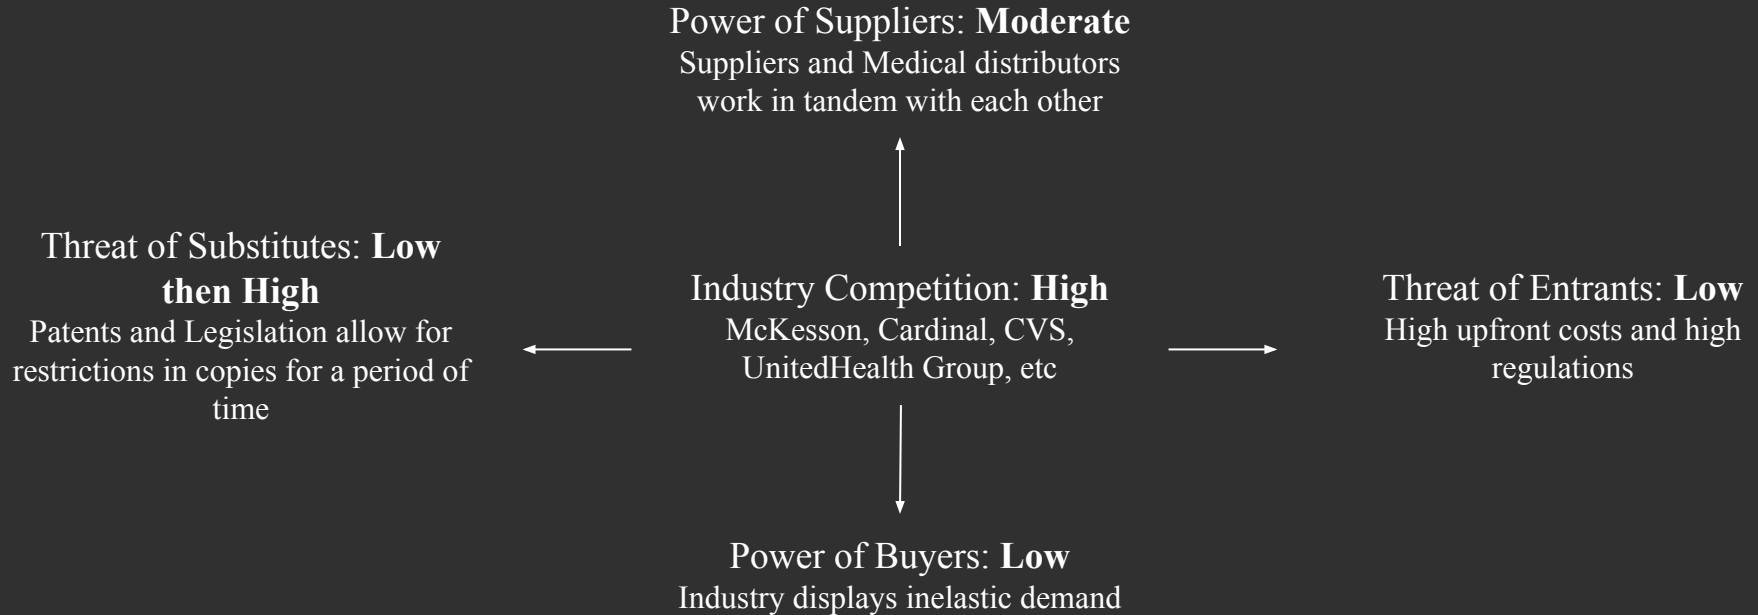 Power of Suppliers: Moderate
Suppliers and Medical distributors
work in tandem with each other
Threat of Substitutes: Low
then High
Patents and Legislation allow for
restrictions in copies for a period of
time
Industry Competition: High
McKesson, Cardinal, CVS,
UnitedHealth Group, etc
Threat of Entrants: Low
High upfront costs and high
regulations
Power of Buyers: Low
Industry displays inelastic demand